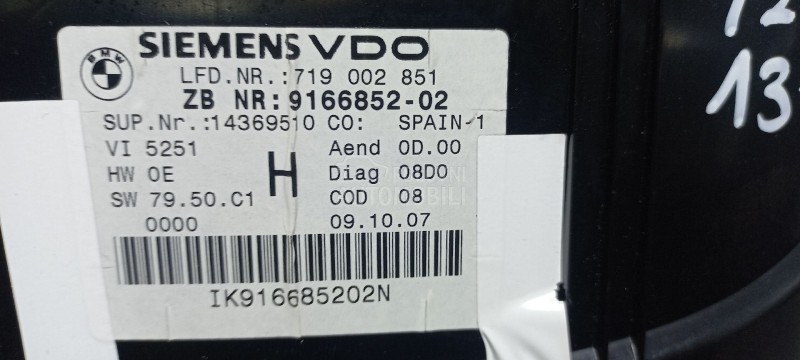 BMW
SIEMENS VDO
LFD.NR.:719 002 851
ZB NR:9166852-02
SUP.Nr.:14369510 CO: SPAIN-1
VI 5251 Aend 0D.00
HW 0E H Diag 08D0
SW 79.50.C1 COD 08
0000 09.10.07
IK916685202N
13